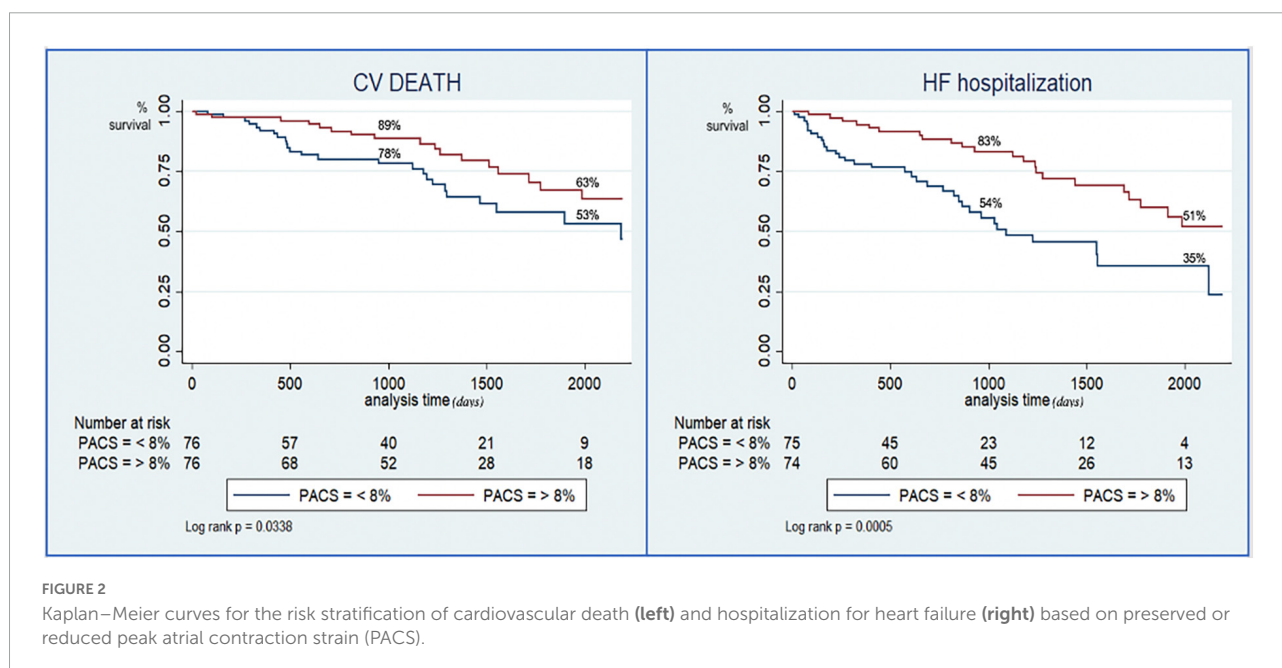 CV DEATH
%
survival
1.00
0.75
0.50
0.25
0.00
89%
78%
63%
53%
0 500 1000 1500 2000
analysis time (days)
Number at risk
PACS = < 8% 76 57 40 21 9
PACS = > 8% 76 68 52 28 18
PACS = < 8% PACS = > 8%
Log rank p = 0.0338
HF hospitalization
%
survival
1.00
0.75
0.50
0.25
0.00
83%
54%
51%
35%
0 500 1000 1500 2000
analysis time (days)
Number at risk
PACS = < 8% 75 45 23 12 4
PACS = > 8% 74 60 45 26 13
PACS = < 8% PACS = > 8%
Log rank p = 0.0005
FIGURE 2
Kaplan–Meier curves for the risk stratification of cardiovascular death (left) and hospitalization for heart failure (right) based on preserved or
reduced peak atrial contraction strain (PACS).